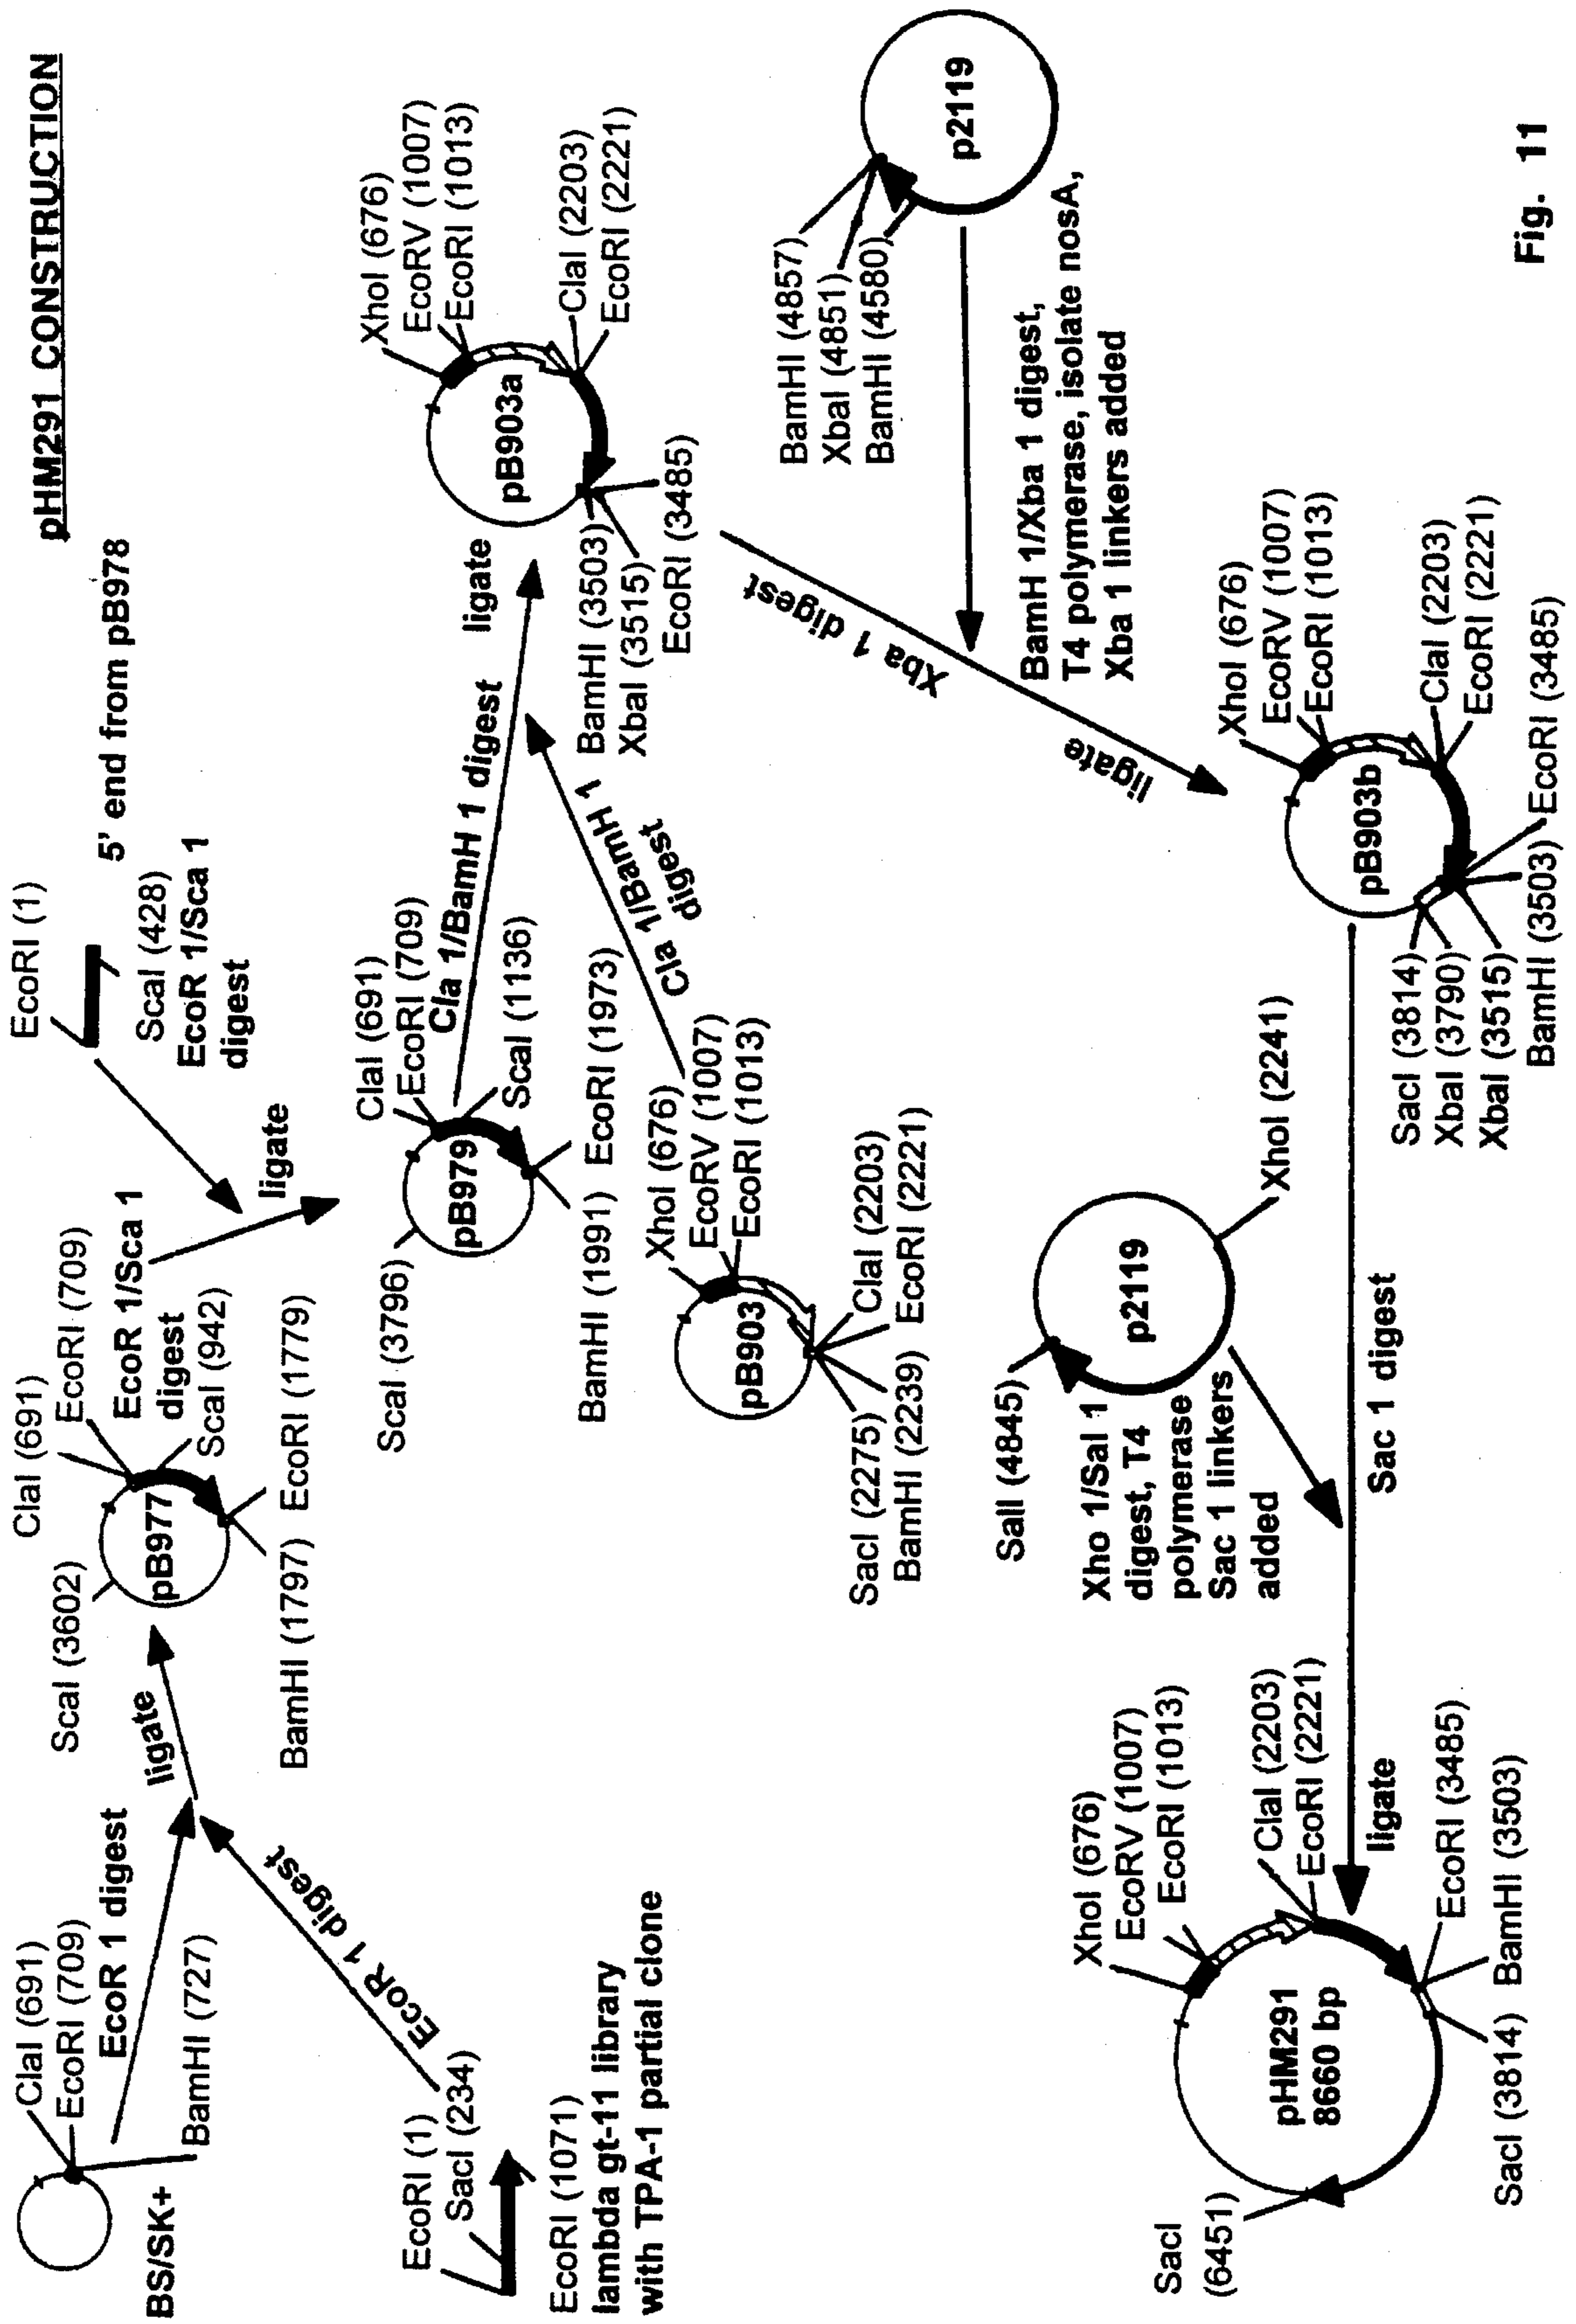 pHM291 CONSTRUCTION
BS/SK+
ClaI (691)
EcoRI (709)
EcoR 1 digest
BamHI (727)
EcoRI (1)
SacI (234)
EcoRI (1071)
lambda gt-11 library
with TPA-1 partial clone
EcoR 1 digest
ligate
ScaI (3602)
ClaI (691)
EcoRI (709)
pB977
EcoR 1/Sca 1
digest
ScaI (942)
BamHI (1797)
EcoRI (1779)
EcoRI (1)
5' end from pB978
ScaI (428)
EcoR 1/Sca 1
digest
ligate
ScaI (3796)
ClaI (691)
EcoRI (709)
pB979
Cla 1/BamH 1 digest
ScaI (1136)
BamHI (1991)
EcoRI (1973)
XhoI (676)
EcoRV (1007)
EcoRI (1013)
pB903
ClaI (2203)
EcoRI (2221)
SacI (2275)
BamHI (2239)
Cla 1/BamH 1
digest
ligate
XhoI (676)
EcoRV (1007)
EcoRI (1013)
pB903a
ClaI (2203)
EcoRI (2221)
BamHI (3503)
XbaI (3515)
EcoRI (3485)
Xba 1 digest
ligate
BamHI (4857)
XbaI (4851)
BamHI (4580)
p2119
BamH 1/Xba 1 digest,
T4 polymerase, isolate nosA,
Xba 1 linkers added
XhoI (676)
EcoRV (1007)
EcoRI (1013)
pB903b
ClaI (2203)
EcoRI (2221)
SacI (3814)
XbaI (3790)
XbaI (3515)
BamHI (3503)
EcoRI (3485)
SalI (4845)
p2119
XhoI (2241)
Xho 1/Sal 1
digest, T4
polymerase
Sac 1 linkers
added
Sac 1 digest
ligate
XhoI (676)
EcoRV (1007)
EcoRI (1013)
pHM291
8660 bp
ClaI (2203)
EcoRI (2221)
EcoRI (3485)
SacI (3814)
BamHI (3503)
SacI
(6451)
Fig. 11